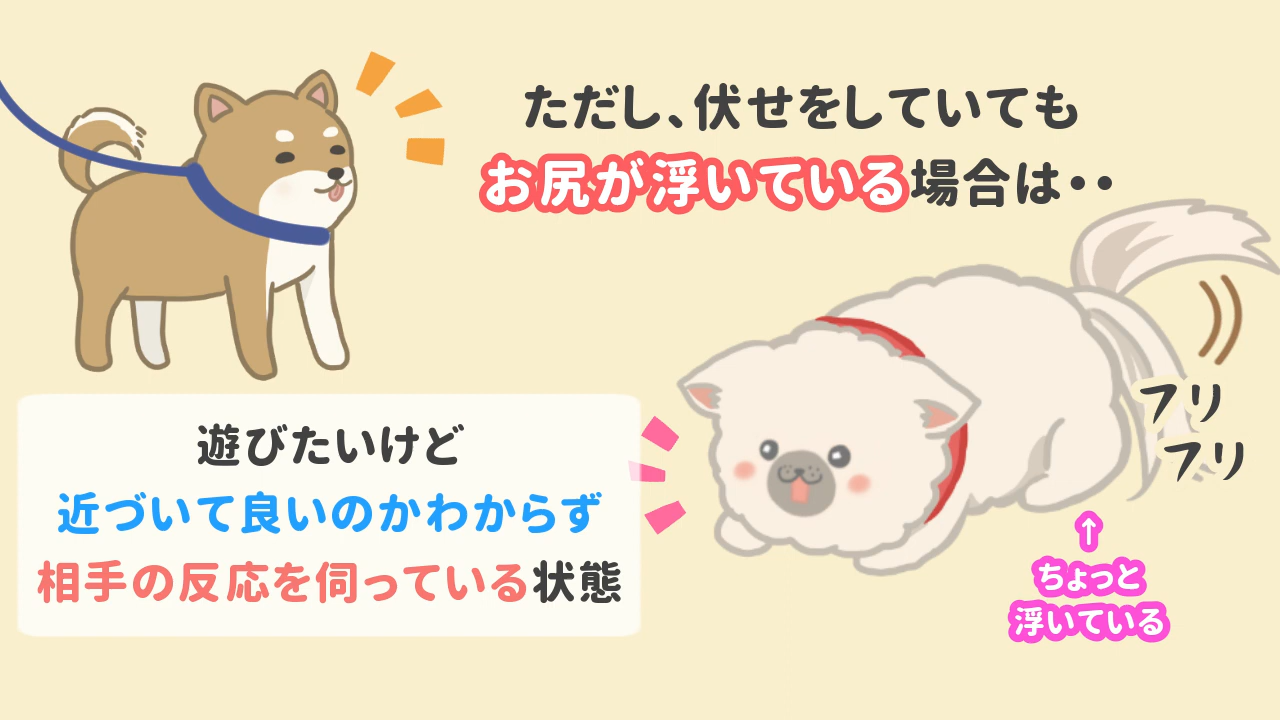 ただし、伏せをしていても
お尻が浮いている場合は・・
遊びたいけど
近づいて良いのかわからず
相手の反応を伺っている状態
フリ
フリ
↑
ちょっと
浮いている